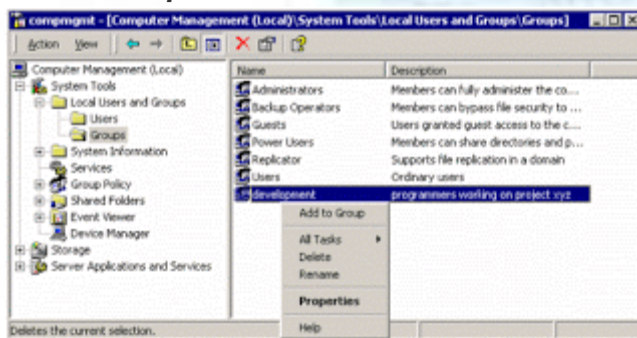 compmgmt - [Computer Management (Local)\System Tools\Local Users and Groups\Groups]
Action View
Computer Management (Local)
System Tools
Local Users and Groups
Users
Groups
System Information
Services
Group Policy
Shared Folders
Event Viewer
Device Manager
Storage
Server Applications and Services
Name Description
Administrators Members can fully administer the co...
Backup Operators Members can bypass file security to ...
Guests Users granted guest access to the c...
Power Users Members can share directories and p...
Replicator Supports file replication in a domain
Users Ordinary users
development programmers working on project xyz
Add to Group
All Tasks
Delete
Rename
Properties
Help
Deletes the current selection.